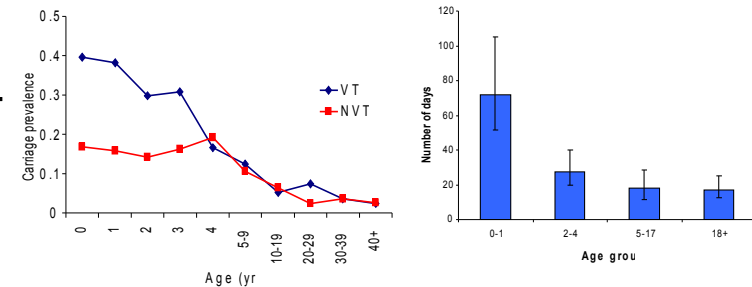 0.5
0.4
0.3
0.2
0.1
0
Carriage prevalence
VT
NVT
0 1 2 3 4 5-9 10-19 20-29 30-39 40+
Age (yr
120
100
80
60
40
20
0
Number of days
0-1 2-4 5-17 18+
Age grou